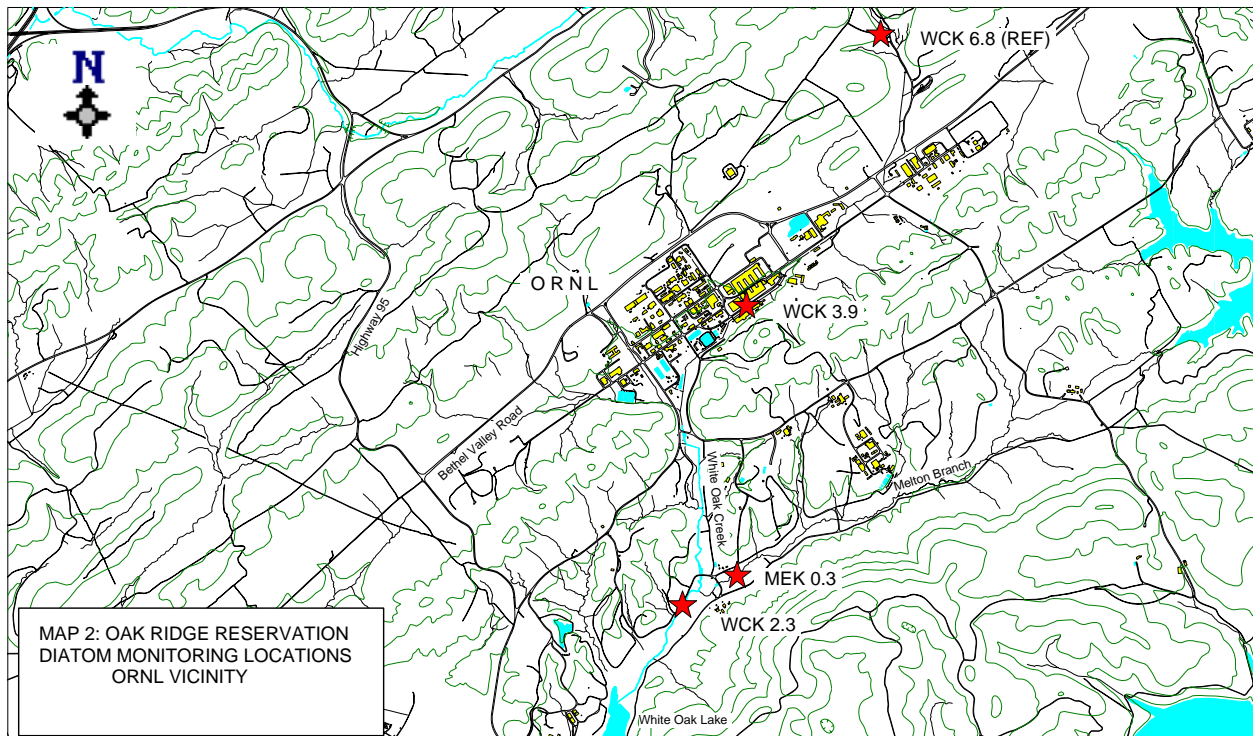 N
WCK 6.8 (REF)
O R N L
WCK 3.9
Highway 95
Bethel Valley Road
White Oak Creek
Melton Branch
MEK 0.3
WCK 2.3
MAP 2: OAK RIDGE RESERVATION
DIATOM MONITORING LOCATIONS
ORNL VICINITY
White Oak Lake